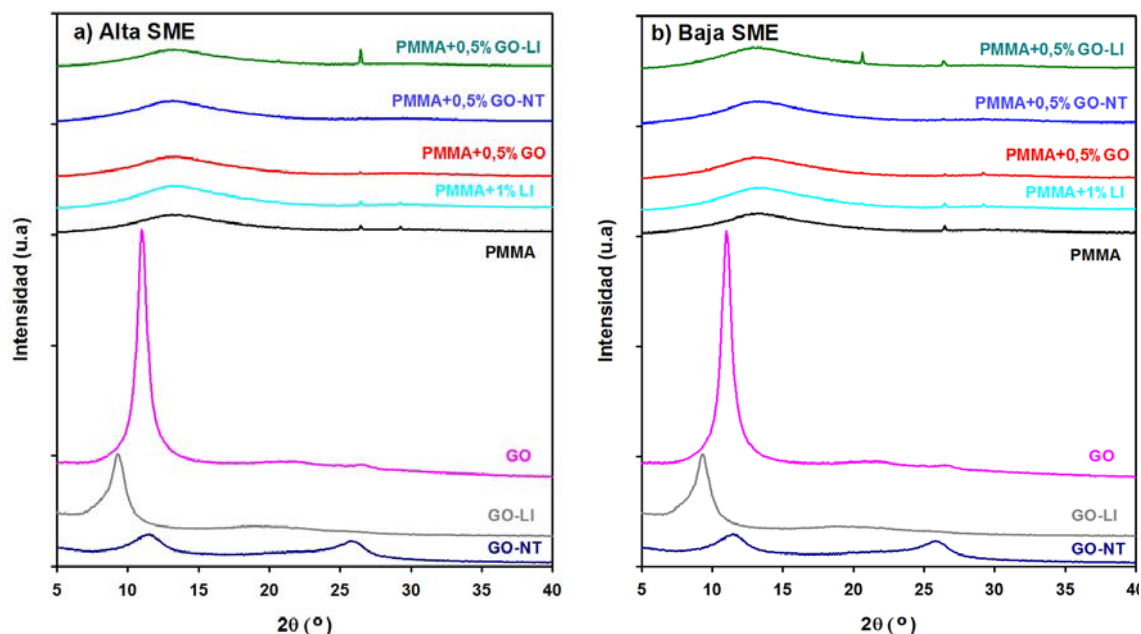 a) Alta SME
PMMA+0,5% GO-LI
PMMA+0,5% GO-NT
PMMA+0,5% GO
PMMA+1% LI
PMMA
GO
GO-LI
GO-NT
Intensidad (u.a)
5 10 15 20 25 30 35 40
2θ (º)
b) Baja SME
PMMA+0,5% GO-LI
PMMA+0,5% GO-NT
PMMA+0,5% GO
PMMA+1% LI
PMMA
GO
GO-LI
GO-NT
Intensidad (u.a)
5 10 15 20 25 30 35 40
2θ (º)